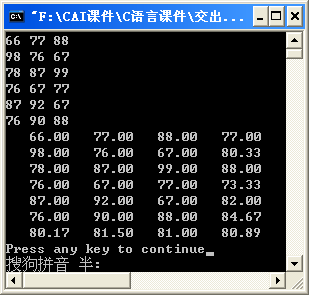 "F:\CAI课件\C语言课件\交出...
66 77 88
98 76 67
78 87 99
76 67 77
87 92 67
76 90 88
66.00 77.00 88.00 77.00
98.00 76.00 67.00 80.33
78.00 87.00 99.00 88.00
76.00 67.00 77.00 73.33
87.00 92.00 67.00 82.00
76.00 90.00 88.00 84.67
80.17 81.50 81.00 80.89
Press any key to continue_
搜狗拼音 半: